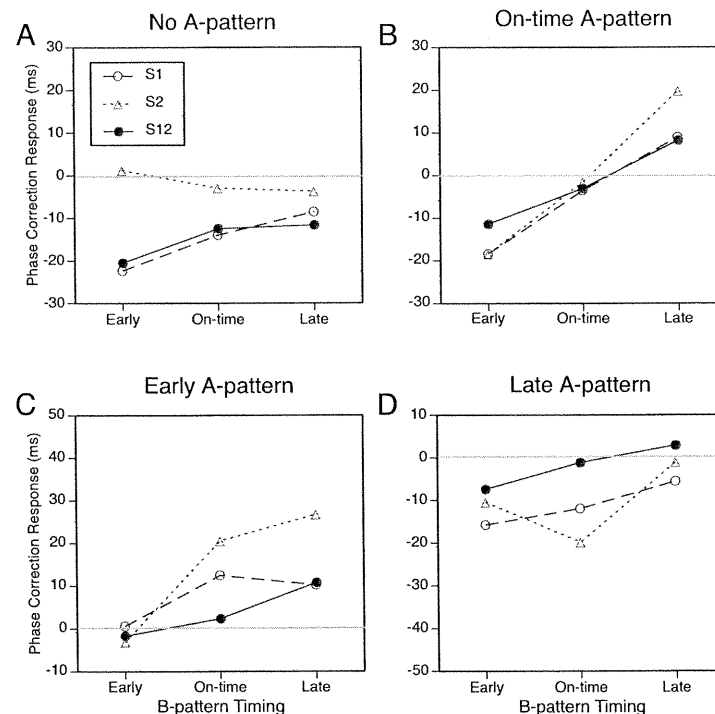 A
No A-pattern
Phase Correction Response (ms)
30
20
10
0
-10
-20
-30
S1
S2
S12
Early
On-time
Late
B
On-time A-pattern
30
20
10
0
-10
-20
-30
Early
On-time
Late
C
Early A-pattern
Phase Correction Response (ms)
50
40
30
20
10
0
-10
Early
On-time
Late
B-pattern Timing
D
Late A-pattern
10
0
-10
-20
-30
-40
-50
Early
On-time
Late
B-pattern Timing